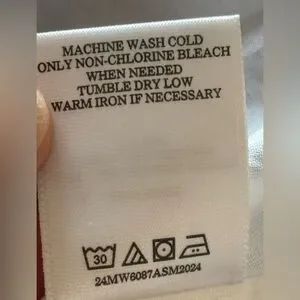 MACHINE WASH COLD
ONLY NON-CHLORINE BLEACH
WHEN NEEDED
TUMBLE DRY LOW
WARM IRON IF NECESSARY
30
24MW6087ASM2024